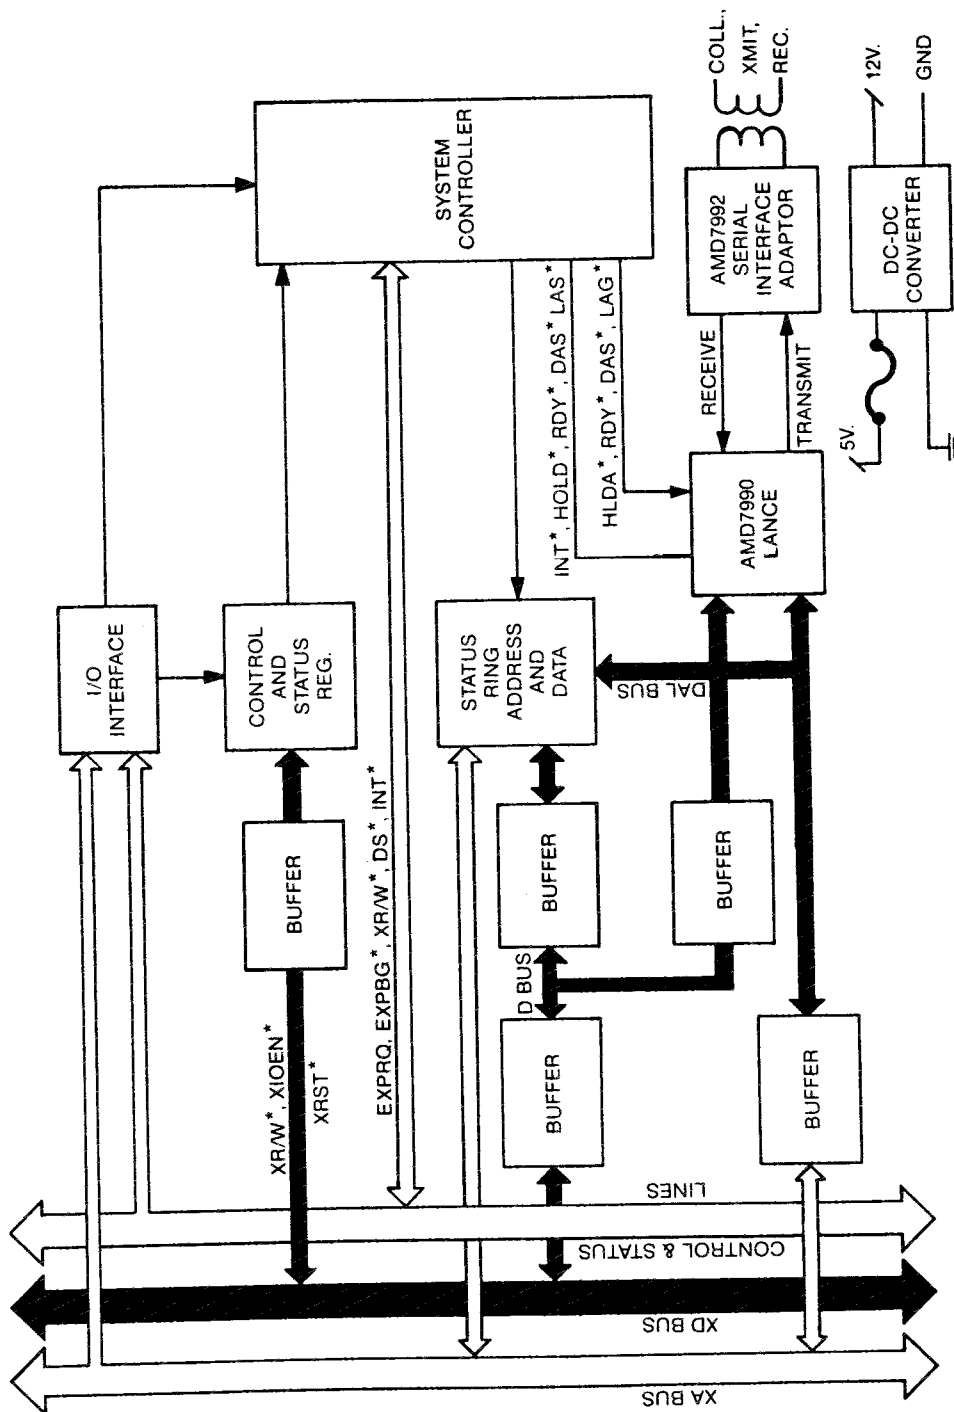 I/O
INTERFACE
CONTROL
AND
STATUS
REG.
SYSTEM
CONTROLLER
XR/W*, XIOEN*
XRST*
BUFFER
EXPRQ, EXPBG*, XR/W*, DS*, INT*
STATUS
RING
ADDRESS
AND
DATA
BUFFER
D BUS
BUFFER
BUFFER
BUFFER
DAL BUS
INT*, HOLD*, RDY*, DAS* LAS*
HLDA*, RDY*, DAS*, LAG*
AMD7990
LANCE
RECEIVE
TRANSMIT
AMD7992
SERIAL
INTERFACE
ADAPTOR
COLL.,
XMIT,
REC.
5V.
DC-DC
CONVERTER
12V.
GND
LINES
CONTROL & STATUS
XD BUS
XA BUS